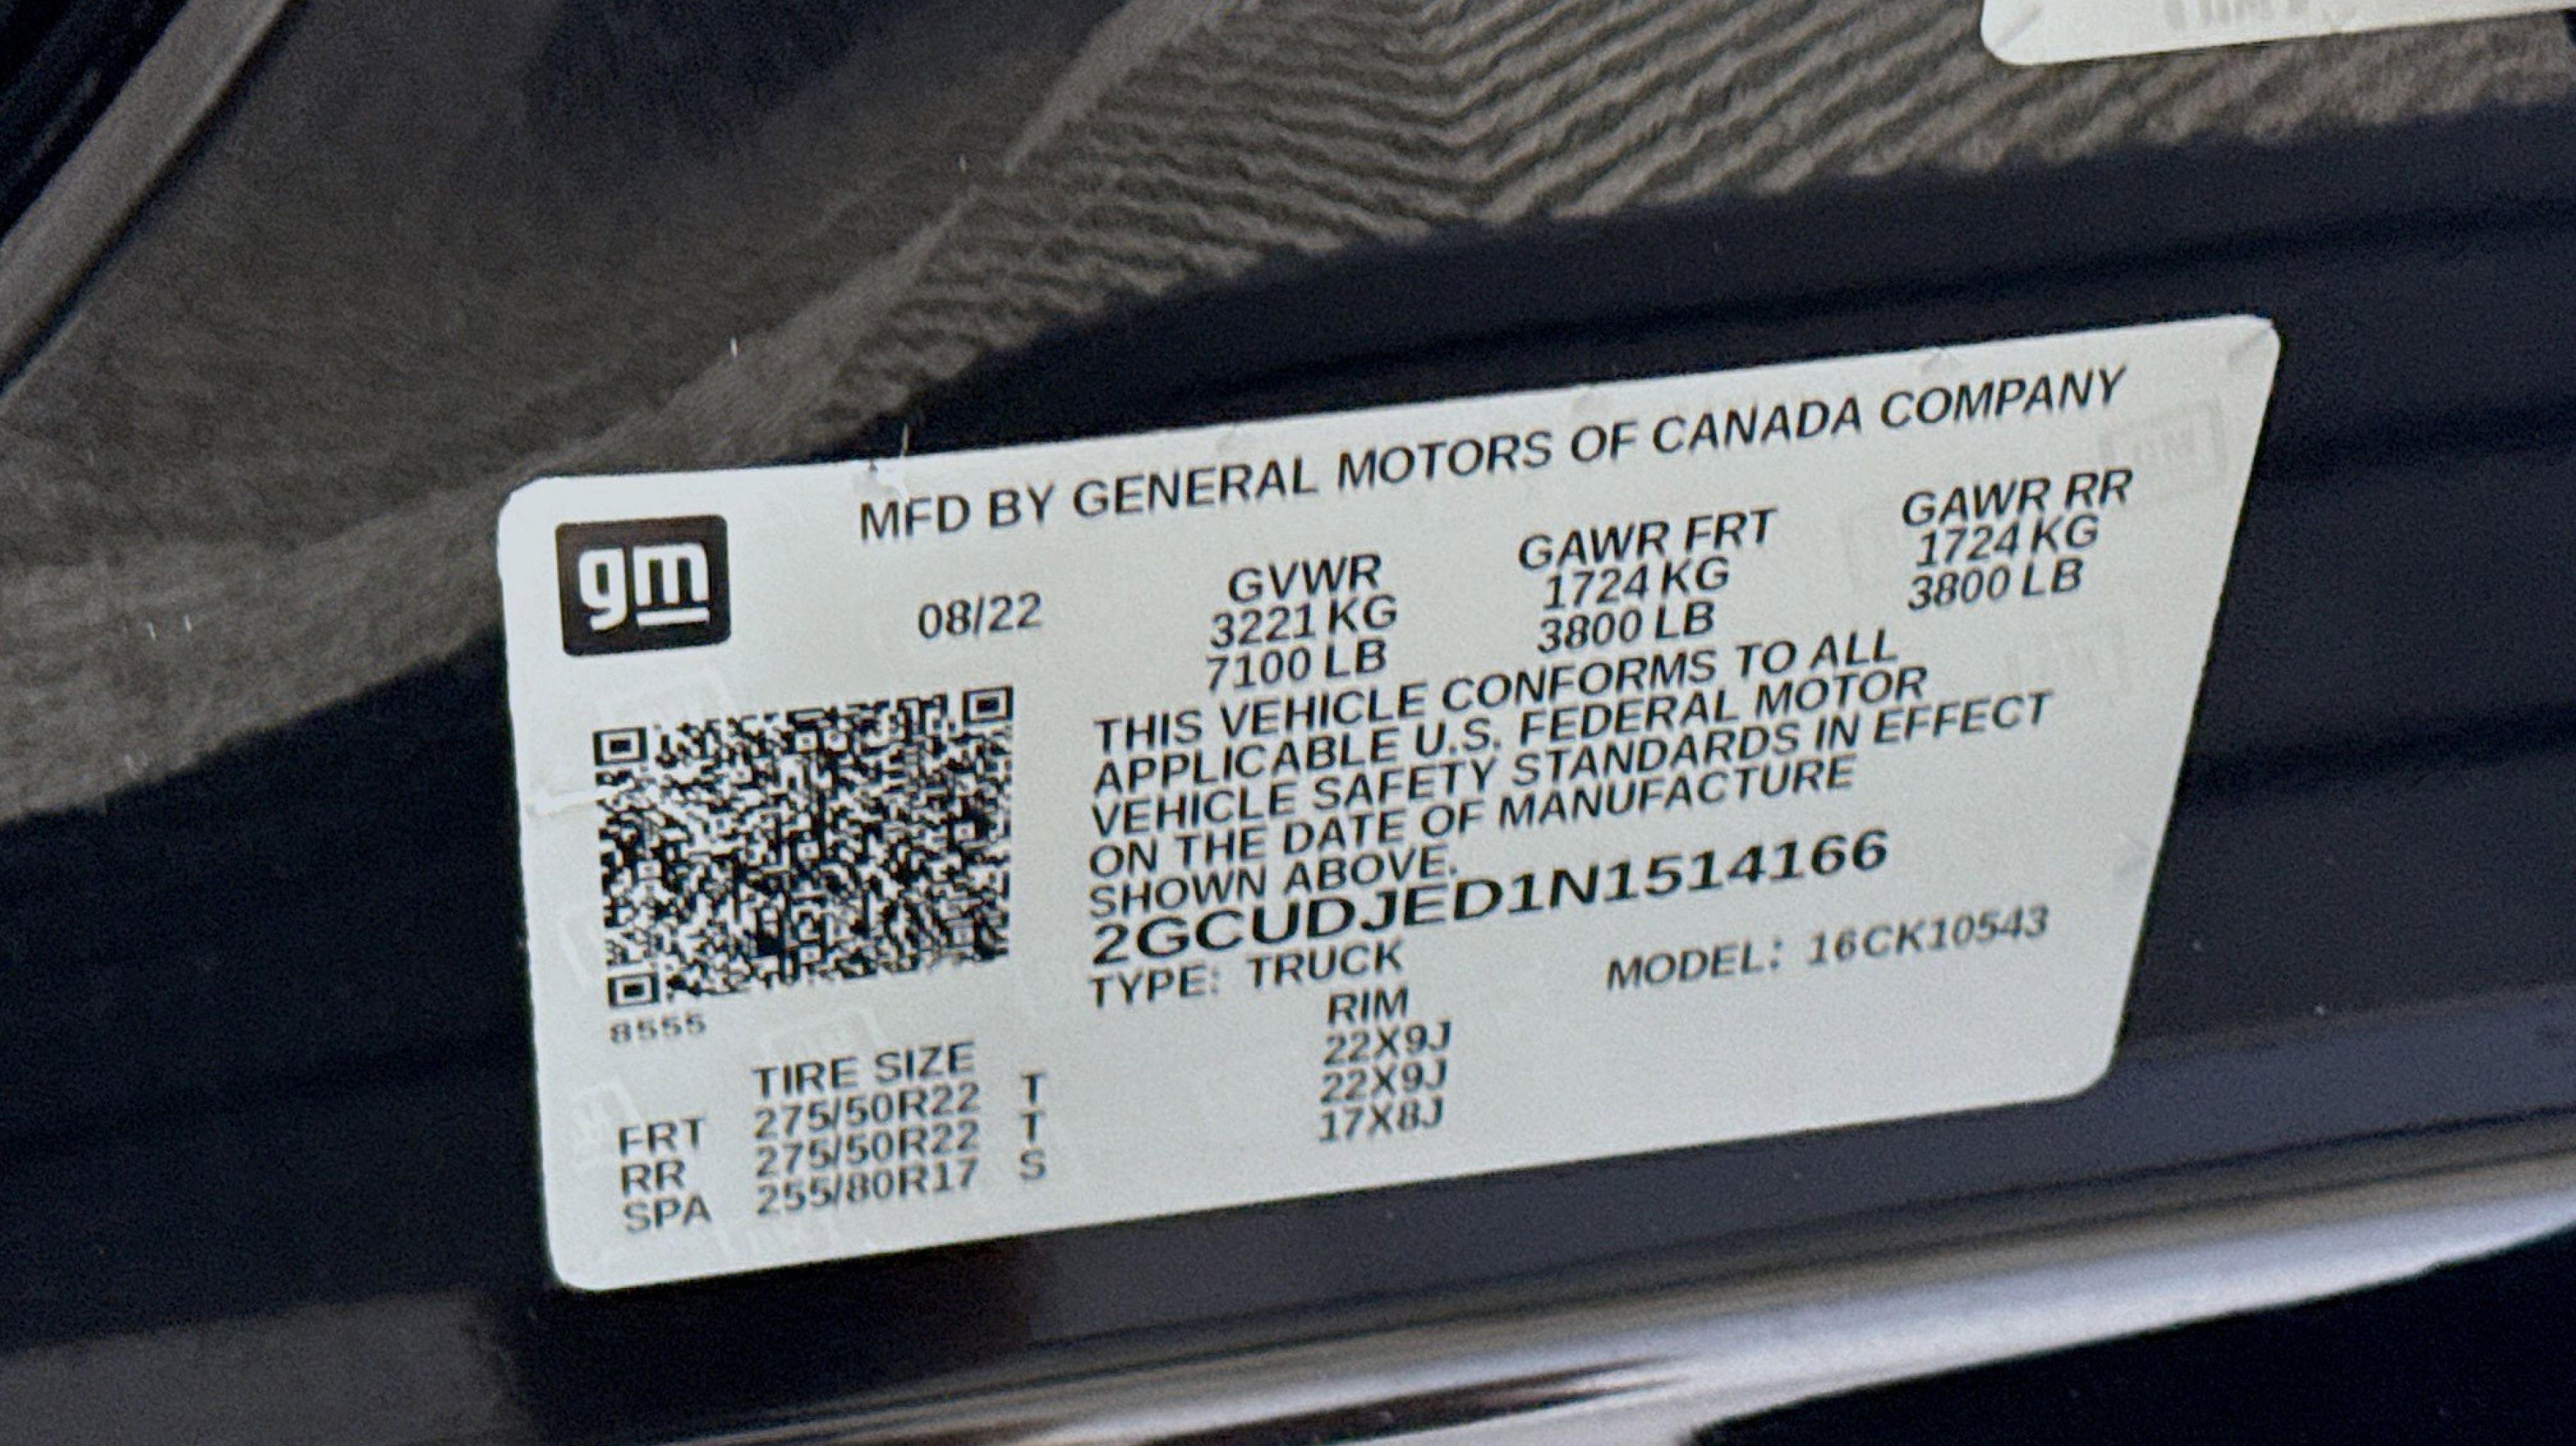 MFD BY GENERAL MOTORS OF CANADA COMPANY
gm
08/22
GVWR
3221 KG
7100 LB
GAWR FRT
1724 KG
3800 LB
GAWR RR
1724 KG
3800 LB
THIS VEHICLE CONFORMS TO ALL
APPLICABLE U.S. FEDERAL MOTOR
VEHICLE SAFETY STANDARDS IN EFFECT
ON THE DATE OF MANUFACTURE
SHOWN ABOVE.
2GCUDJED1N1514166
TYPE: TRUCK MODEL: 16CK10543
8555
TIRE SIZE RIM
FRT 275/50R22 T 22X9J
RR 275/50R22 T 22X9J
SPA 255/80R17 S 17X8J